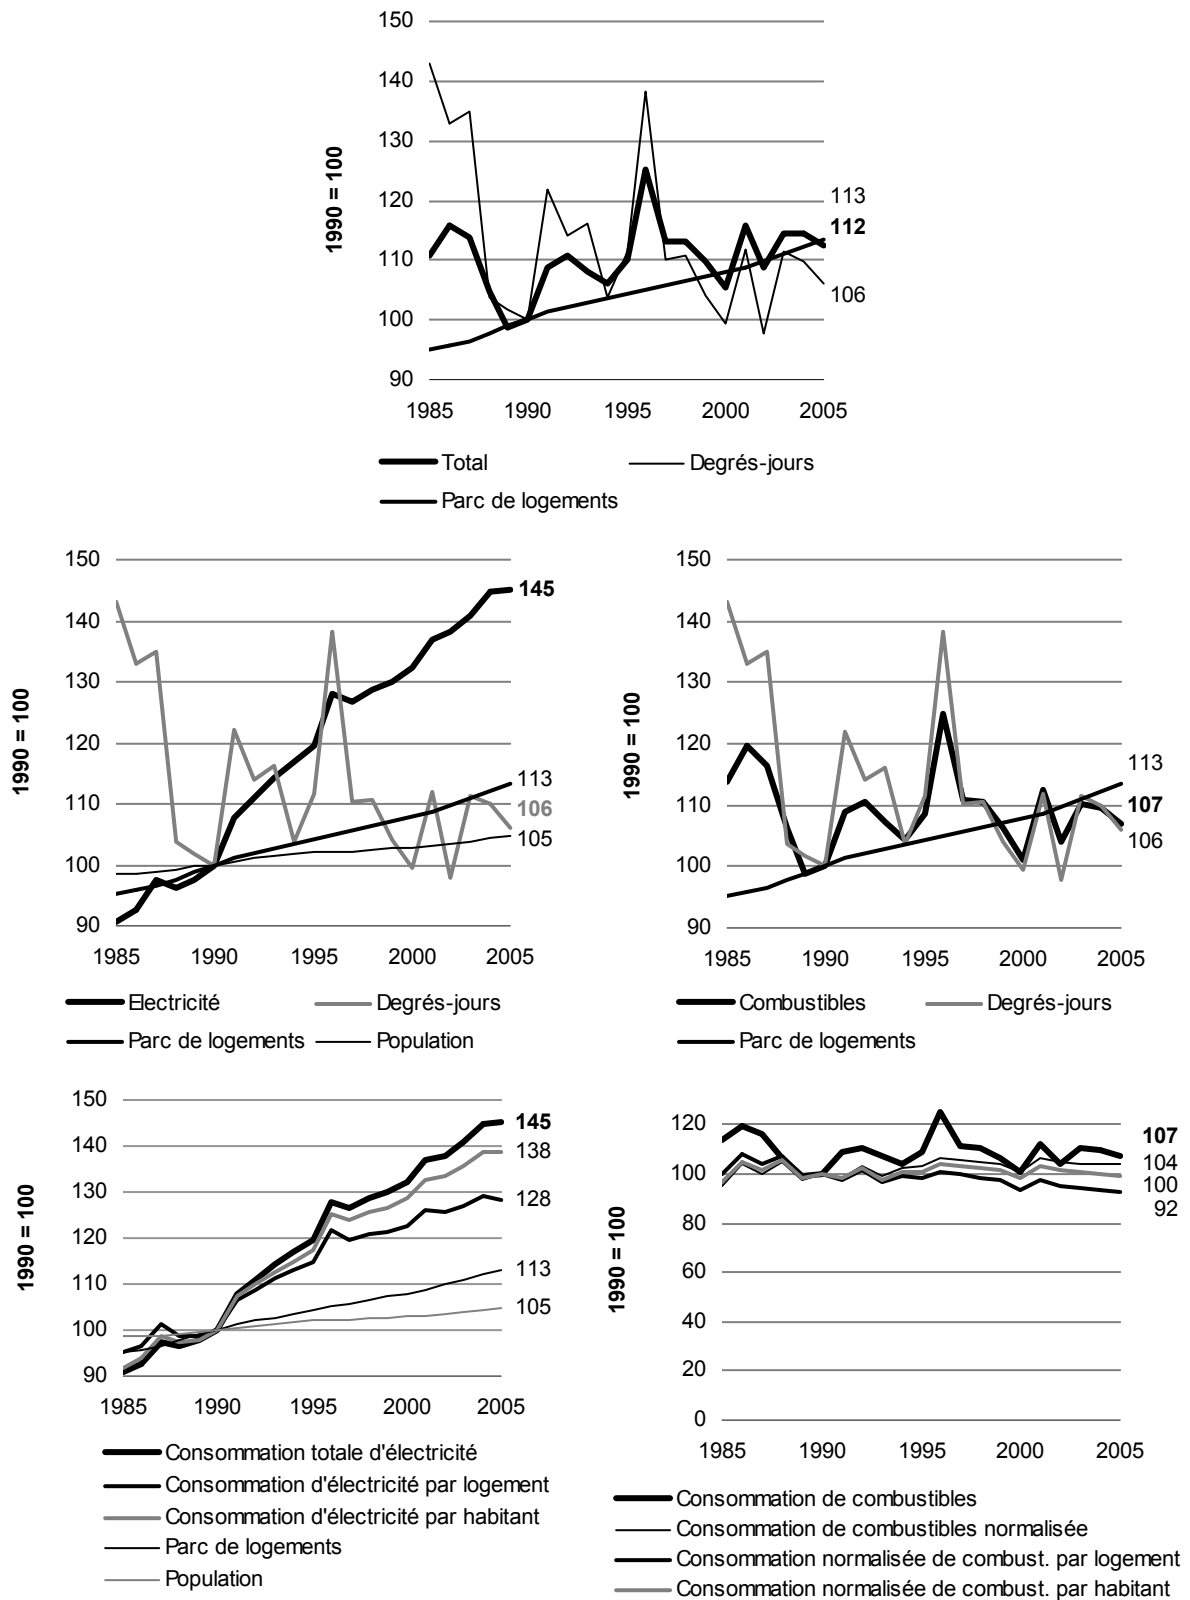 150
140
130
120
110
100
90
1990 = 100
113
112
106
1985 1990 1995 2000 2005
Total Degrés-jours
Parc de logements
150
140
130
120
110
100
90
1990 = 100
145
113
106
105
1985 1990 1995 2000 2005
Electricité Degrés-jours
Parc de logements Population
150
140
130
120
110
100
90
1990 = 100
113
107
106
1985 1990 1995 2000 2005
Combustibles Degrés-jours
Parc de logements
150
140
130
120
110
100
90
1990 = 100
145
138
128
113
105
1985 1990 1995 2000 2005
Consommation totale d'électricité
Consommation d'électricité par logement
Consommation d'électricité par habitant
Parc de logements
Population
120
100
80
60
40
20
0
1990 = 100
107
104
100
92
1985 1990 1995 2000 2005
Consommation de combustibles
Consommation de combustibles normalisée
Consommation normalisée de combust. par logement
Consommation normalisée de combust. par habitant